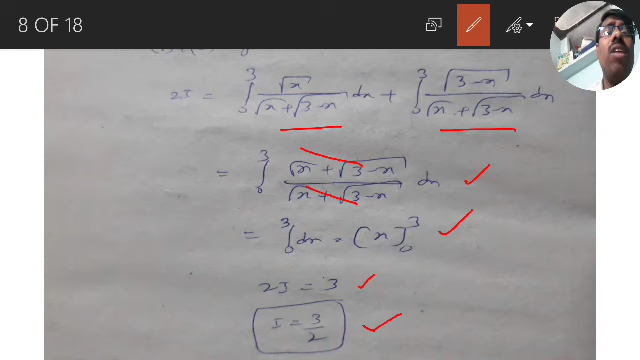 8 OF 18
2I = ∫₀³ √x / (√x + √3-x) dx + ∫₀³ √3-x / (√x + √3-x) dx
= ∫₀³ (√x + √3-x) / (√x + √3-x) dx
= ∫₀³ dx = [x]₀³
2I = 3
I = 3/2